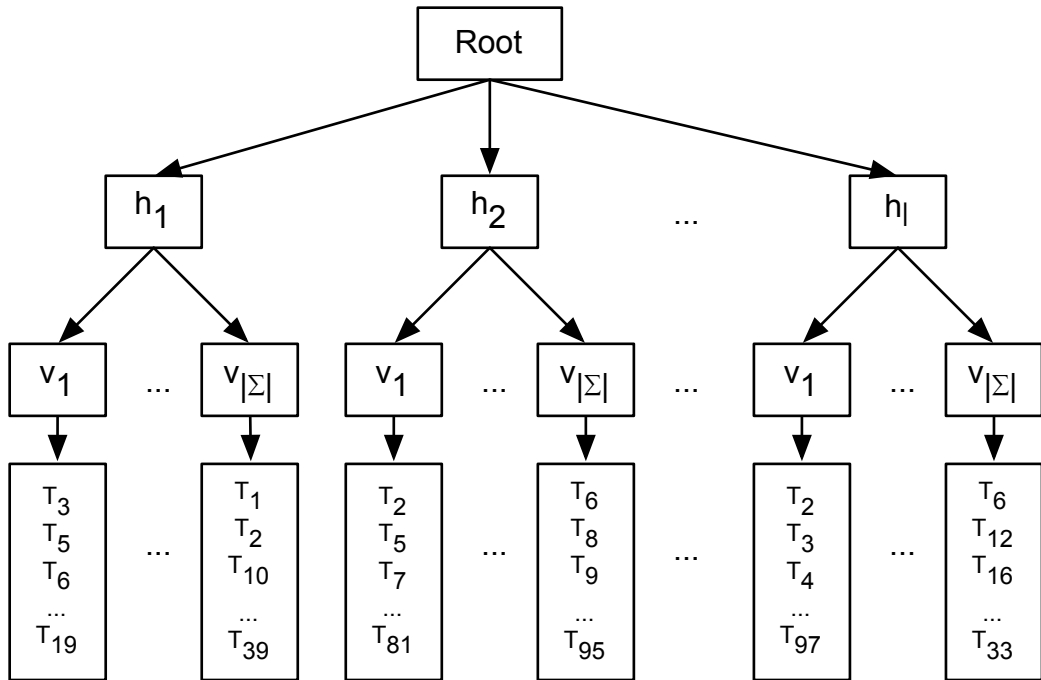 Root
h1 h2 ... hl
v1 ... v|Σ| v1 ... v|Σ| ... v1 ... v|Σ|
T3 T1 T2 T6 T2 T6
T5 T2 T5 T8 T3 T12
T6 ... T10 T7 ... T9 ... T4 ... T16
... ... ... ... ... ...
T19 T39 T81 T95 T97 T33